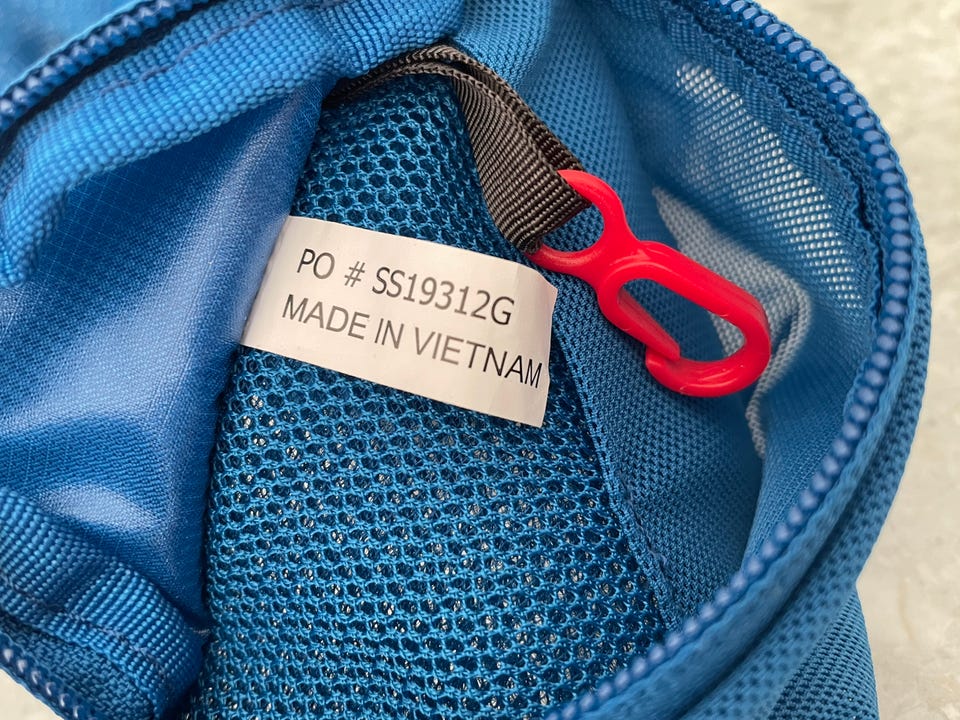 PO # SS19312G
MADE IN VIETNAM